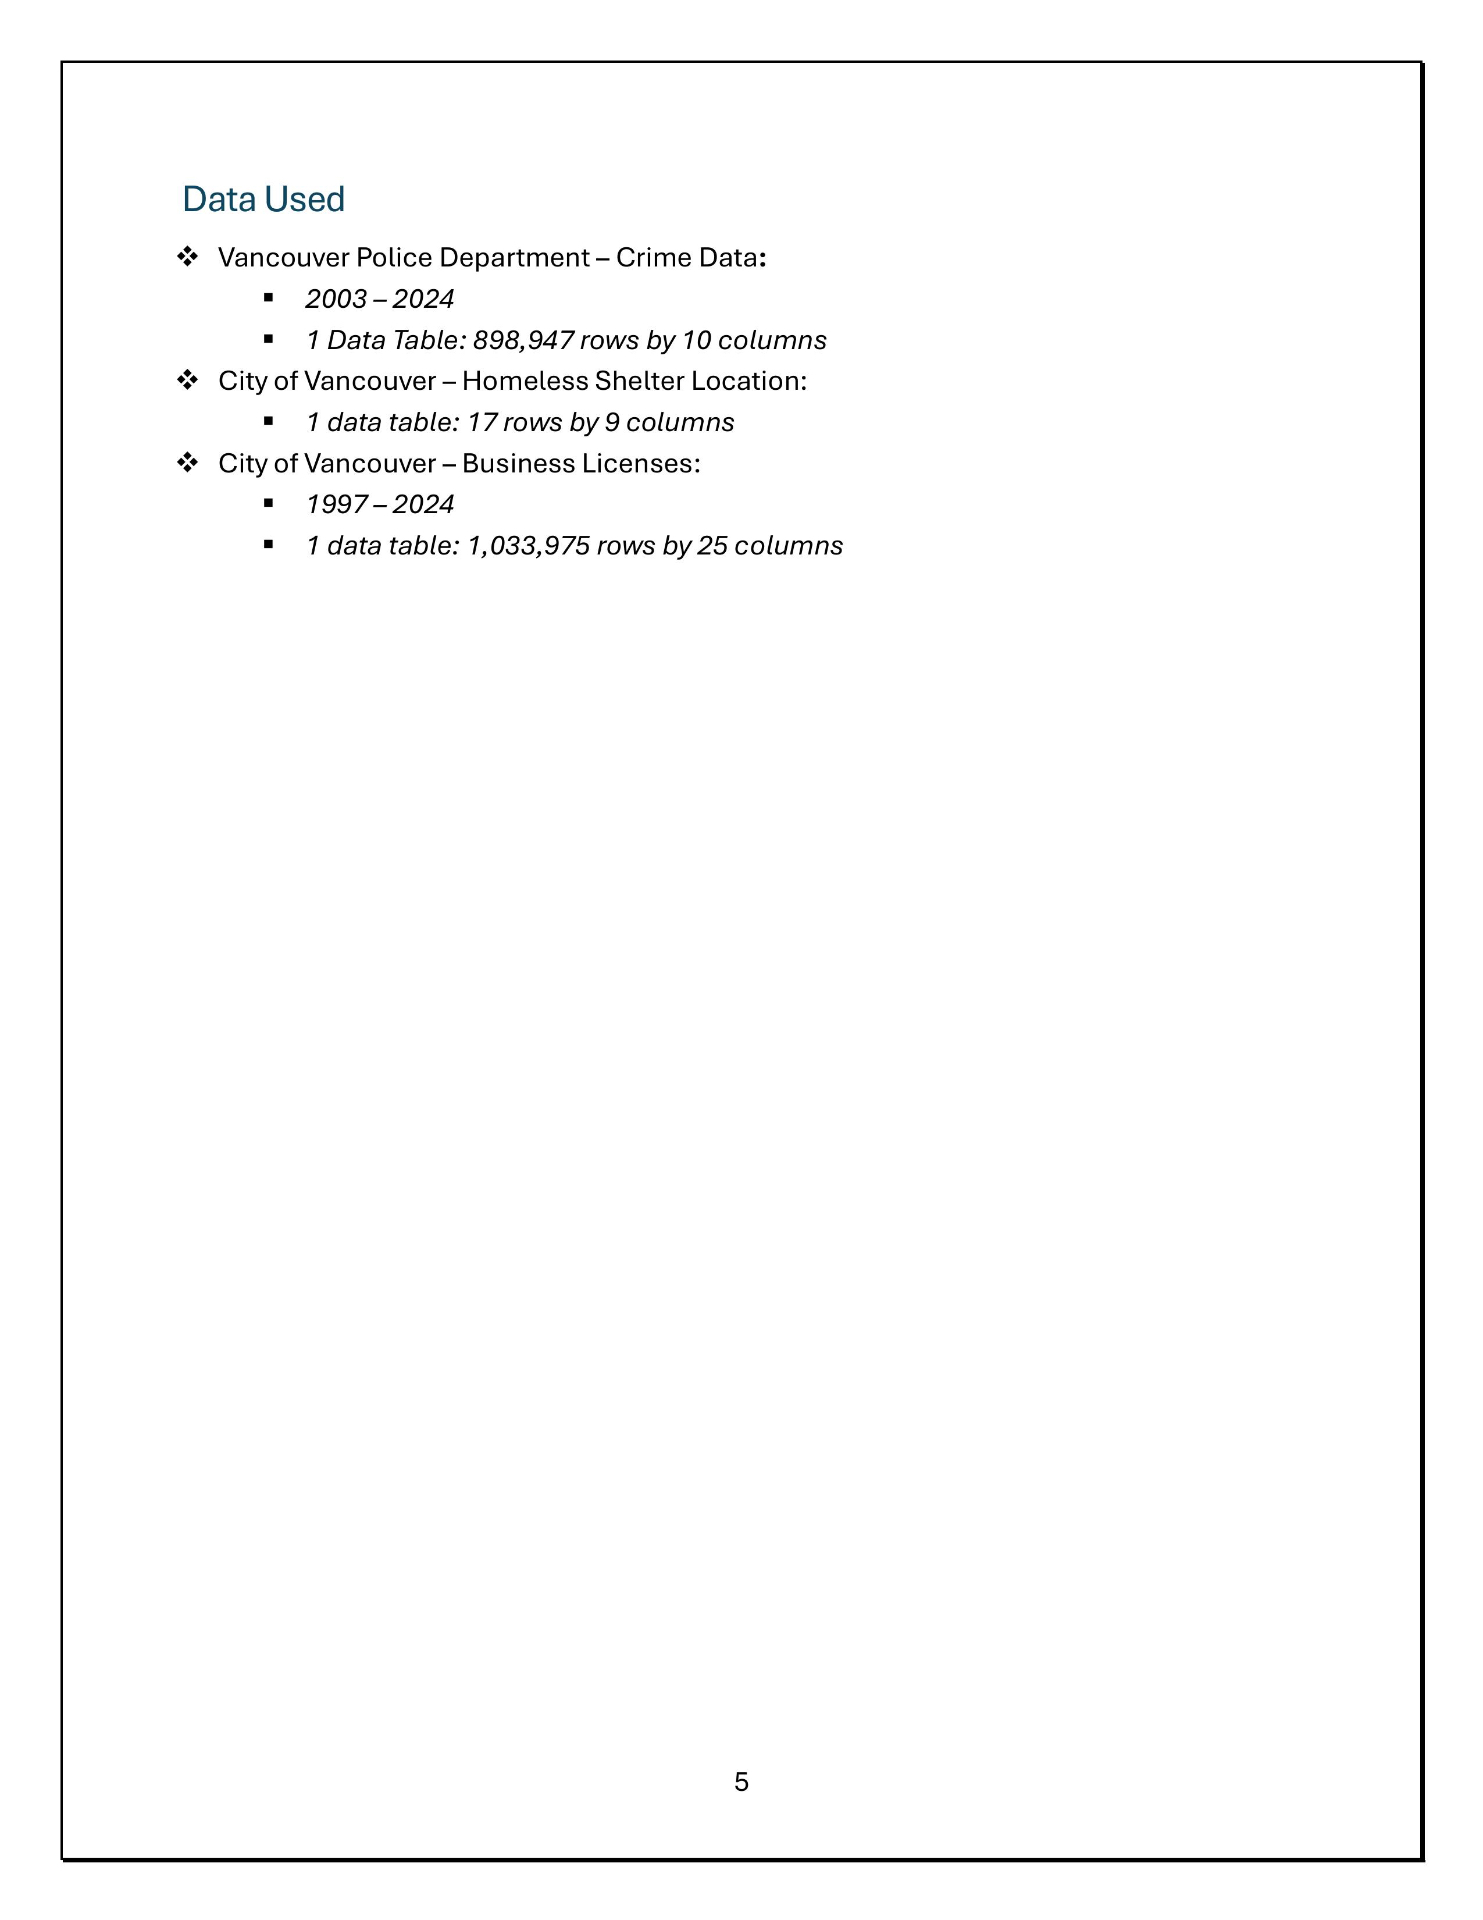 Data Used
❖ Vancouver Police Department – Crime Data:
▪ 2003 – 2024
▪ 1 Data Table: 898,947 rows by 10 columns
❖ City of Vancouver – Homeless Shelter Location:
▪ 1 data table: 17 rows by 9 columns
❖ City of Vancouver – Business Licenses:
▪ 1997 – 2024
▪ 1 data table: 1,033,975 rows by 25 columns
5